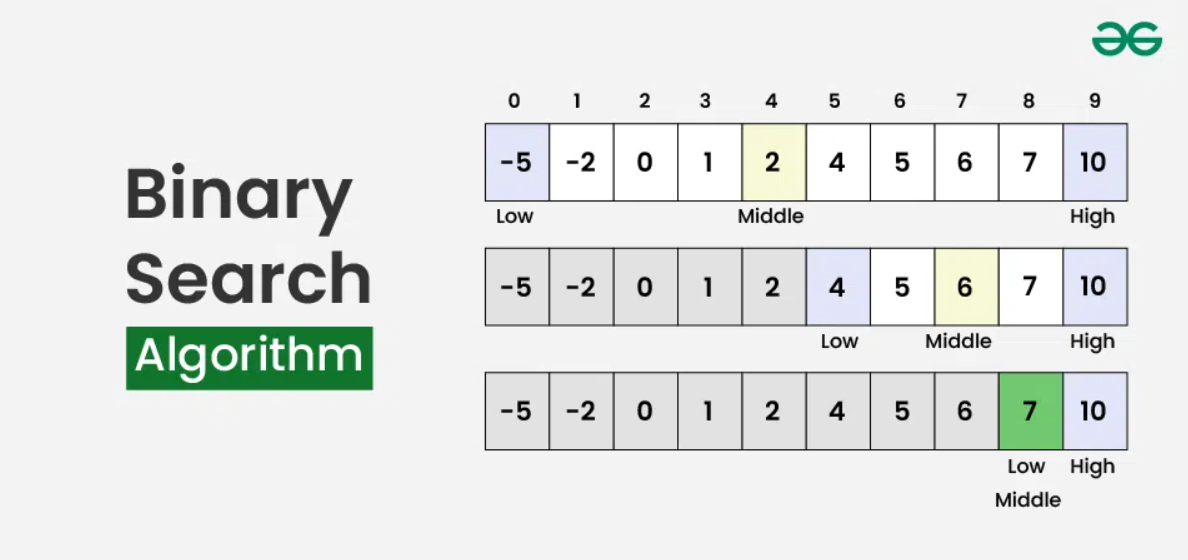 Binary
Search
Algorithm
0 1 2 3 4 5 6 7 8 9
-5 -2 0 1 2 4 5 6 7 10
Low Middle High
-5 -2 0 1 2 4 5 6 7 10
Low Middle High
-5 -2 0 1 2 4 5 6 7 10
Low High
Middle